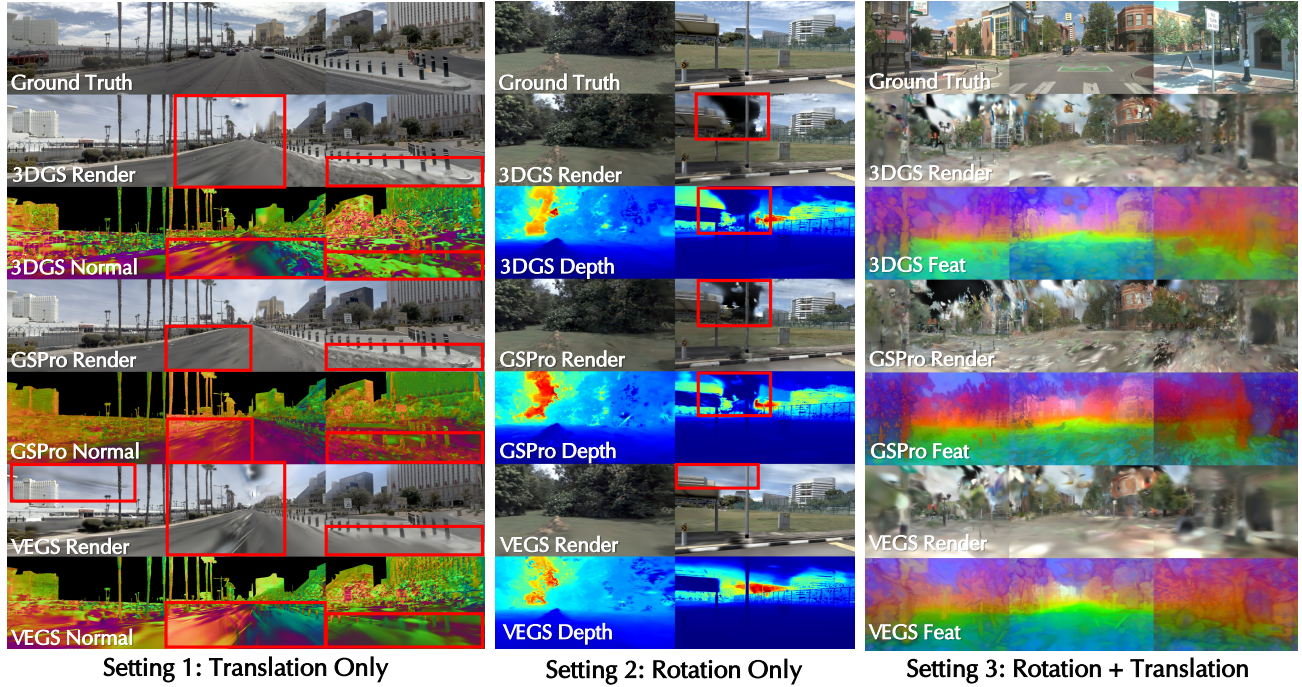 Ground Truth
3DGS Render
3DGS Normal
GSPro Render
GSPro Normal
VEGS Render
VEGS Normal
Setting 1: Translation Only
Ground Truth
3DGS Render
3DGS Depth
GSPro Render
GSPro Depth
VEGS Render
VEGS Depth
Setting 2: Rotation Only
Ground Truth
3DGS Render
3DGS Feat
GSPro Render
GSPro Feat
VEGS Render
VEGS Feat
Setting 3: Rotation + Translation